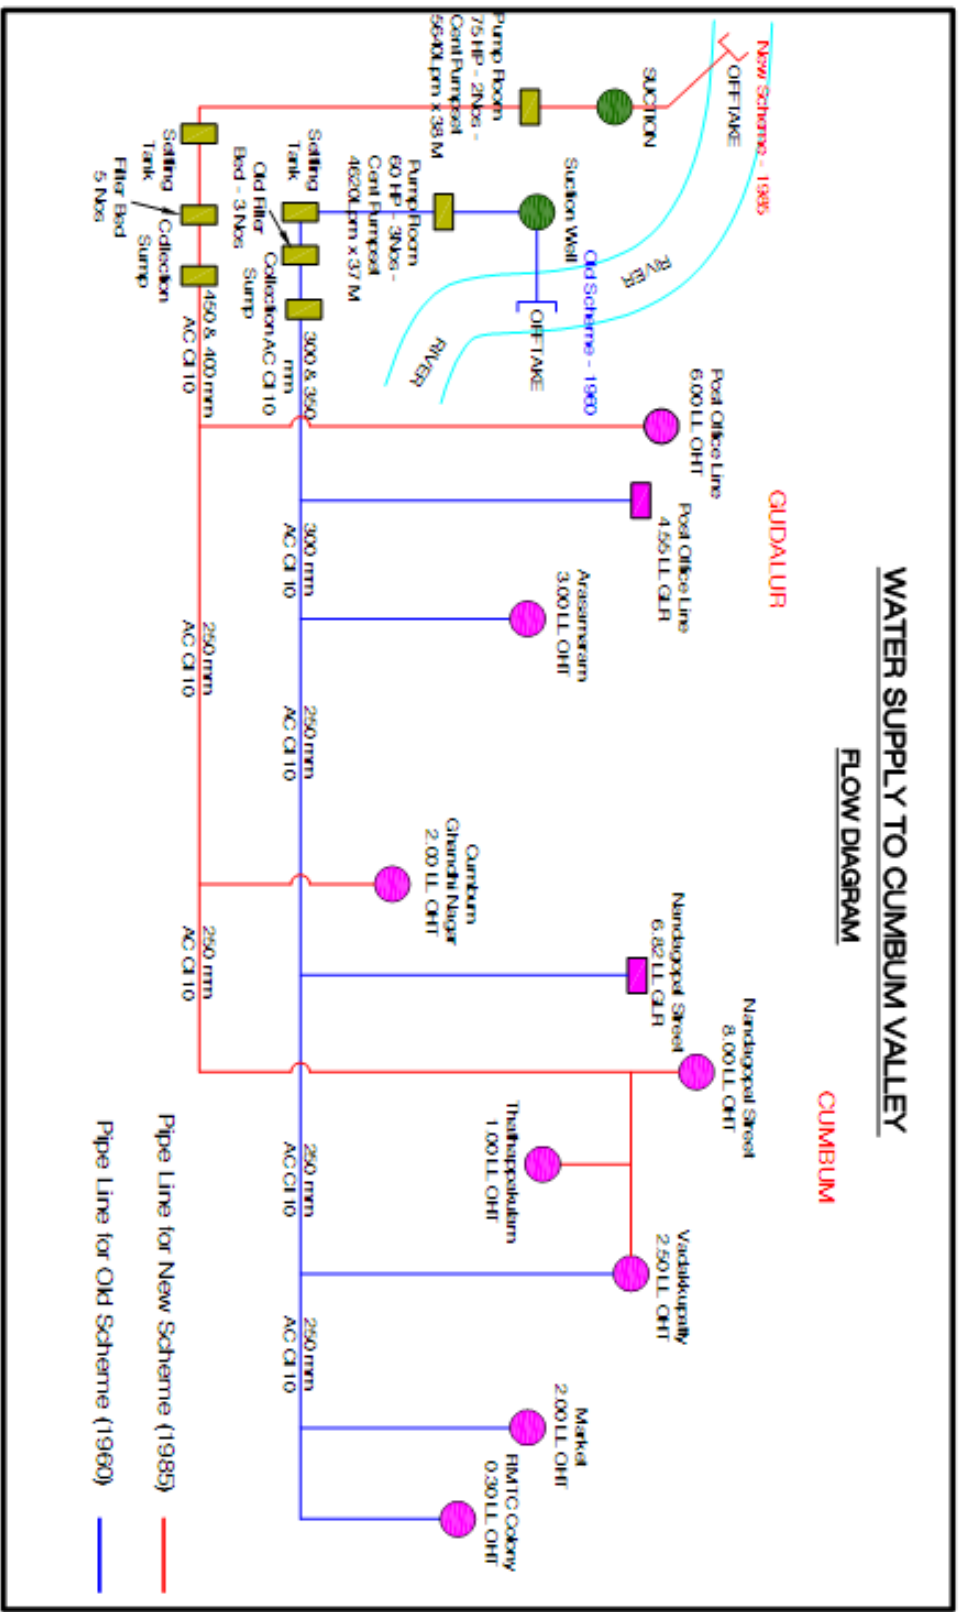 WATER SUPPLY TO CUMBUM VALLEY
FLOW DIAGRAM
GUDALUR
CUMBUM
New Scheme - 1985
OFFTAKE
SUCTION
RIVER
Pump Room
75 HP - 2Nos -
Cent Pumpset
5640Lpm x 38 M
Old Scheme - 1960
OFFTAKE
RIVER
Suction Well
Pump Room
60 HP - 3Nos -
Cent Pumpset
4620Lpm x 37 M
Settling
Tank
Old Filter
Bed - 3 Nos
Collection
Sump
AC Cl 10
300 & 350
mm
Settling
Tank
Filter Bed
5 Nos
Collection
Sump
450 & 400 mm
AC Cl 10
Post Office Line
6.00 LL OHT
Post Office Line
4.55 LL GLR
Arasamaram
3.00 LL OHT
Cumbum
Ghandhi Nagar
2.00 LL OHT
Nandagopal Street
6.82 LL GLR
Nandagopal Street
8.00 LL OHT
Thathappakulam
1.00 LL OHT
Vadakkupatty
2.50 LL OHT
Market
2.00 LL OHT
RMTC Colony
0.30 LL OHT
300 mm
AC Cl 10
250 mm
AC Cl 10
250 mm
AC Cl 10
250 mm
AC Cl 10
250 mm
AC Cl 10
250 mm
AC Cl 10
Pipe Line for New Scheme (1985)
Pipe Line for Old Scheme (1960)